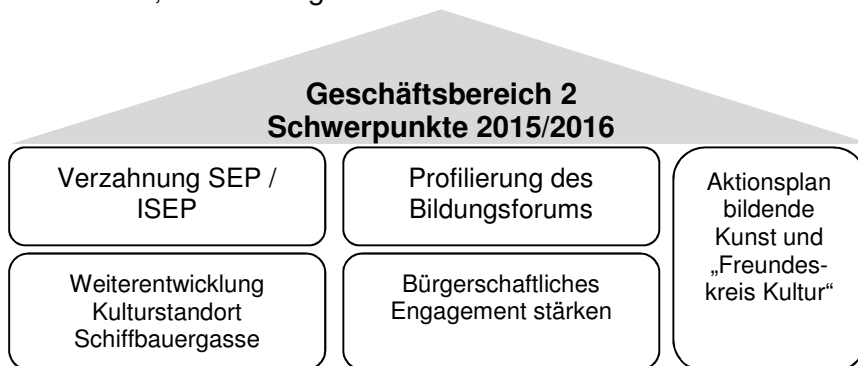 Geschäftsbereich 2
Schwerpunkte 2015/2016
Verzahnung SEP /
ISEP
Profilierung des
Bildungsforums
Aktionsplan
bildende
Kunst und
„Freundes-
kreis Kultur“
Weiterentwicklung
Kulturstandort
Schiffbauergasse
Bürgerschaftliches
Engagement stärken